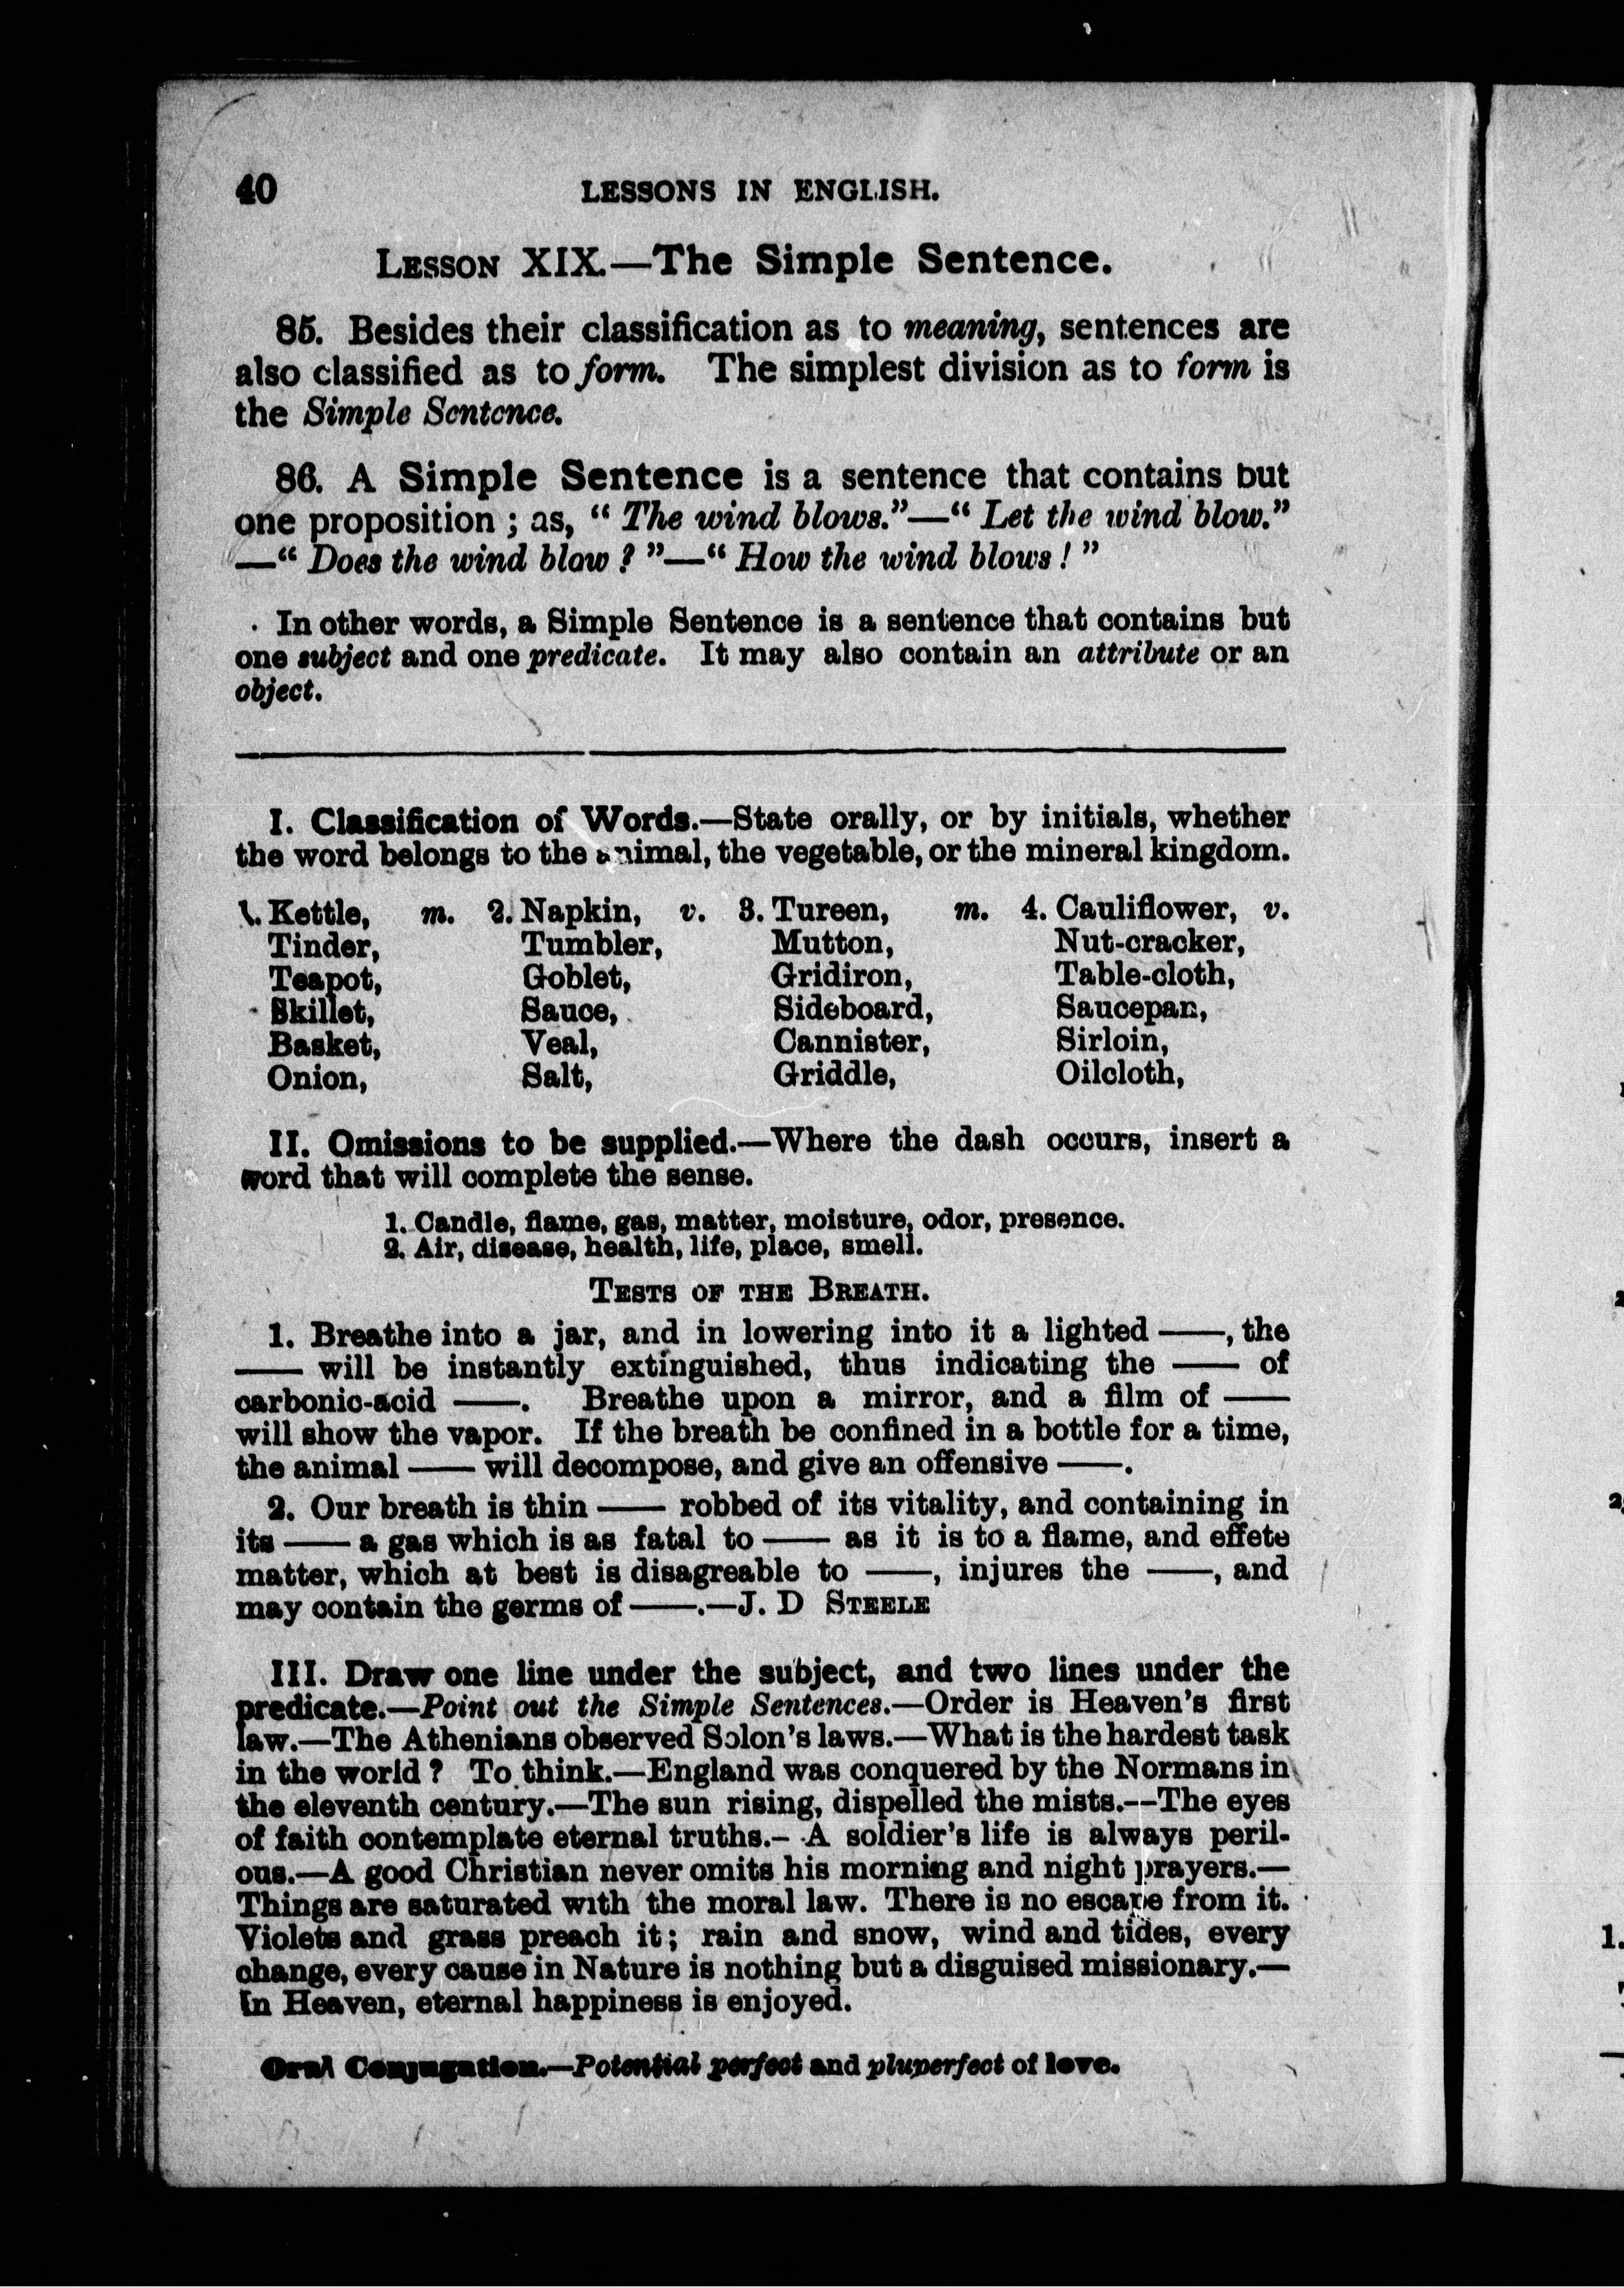 40 LESSONS IN ENGLISH.
LESSON XIX.—The Simple Sentence.
85. Besides their classification as to meaning, sentences are
also classified as to form. The simplest division as to form is
the Simple Sentence.
86. A Simple Sentence is a sentence that contains but
one proposition ; as, “ The wind blows.”—“ Let the wind blow.”
—“ Does the wind blow ? ”—“ How the wind blows ! ”
In other words, a Simple Sentence is a sentence that contains but
one subject and one predicate. It may also contain an attribute or an
object.
I. Classification of Words.—State orally, or by initials, whether
the word belongs to the animal, the vegetable, or the mineral kingdom.
1. Kettle, m. 2. Napkin, v. 3. Tureen, m. 4. Cauliflower, v.
Tinder, Tumbler, Mutton, Nut-cracker,
Teapot, Goblet, Gridiron, Table-cloth,
Skillet, Sauce, Sideboard, Saucepan,
Basket, Veal, Cannister, Sirloin,
Onion, Salt, Griddle, Oilcloth,
II. Omissions to be supplied.—Where the dash occurs, insert a
word that will complete the sense.
1. Candle, flame, gas, matter, moisture, odor, presence.
2. Air, disease, health, life, place, smell.
TESTS OF THE BREATH.
1. Breathe into a jar, and in lowering into it a lighted ——, the
—— will be instantly extinguished, thus indicating the —— of
carbonic-acid ——. Breathe upon a mirror, and a film of ——
will show the vapor. If the breath be confined in a bottle for a time,
the animal —— will decompose, and give an offensive ——.
2. Our breath is thin —— robbed of its vitality, and containing in
its —— a gas which is as fatal to —— as it is to a flame, and effete
matter, which at best is disagreable to ——, injures the ——, and
may contain the germs of ——.—J. D STEELE
III. Draw one line under the subject, and two lines under the
predicate.—Point out the Simple Sentences.—Order is Heaven's first
law.—The Athenians observed Solon's laws.—What is the hardest task
in the world ? To think.—England was conquered by the Normans in
the eleventh century.—The sun rising, dispelled the mists.—The eyes
of faith contemplate eternal truths.—A soldier's life is always peril-
ous.—A good Christian never omits his morning and night prayers.—
Things are saturated with the moral law. There is no escape from it.
Violets and grass preach it; rain and snow, wind and tides, every
change, every cause in Nature is nothing but a disguised missionary.—
In Heaven, eternal happiness is enjoyed.
Oral Conjugation.—Potential perfect and pluperfect of love.